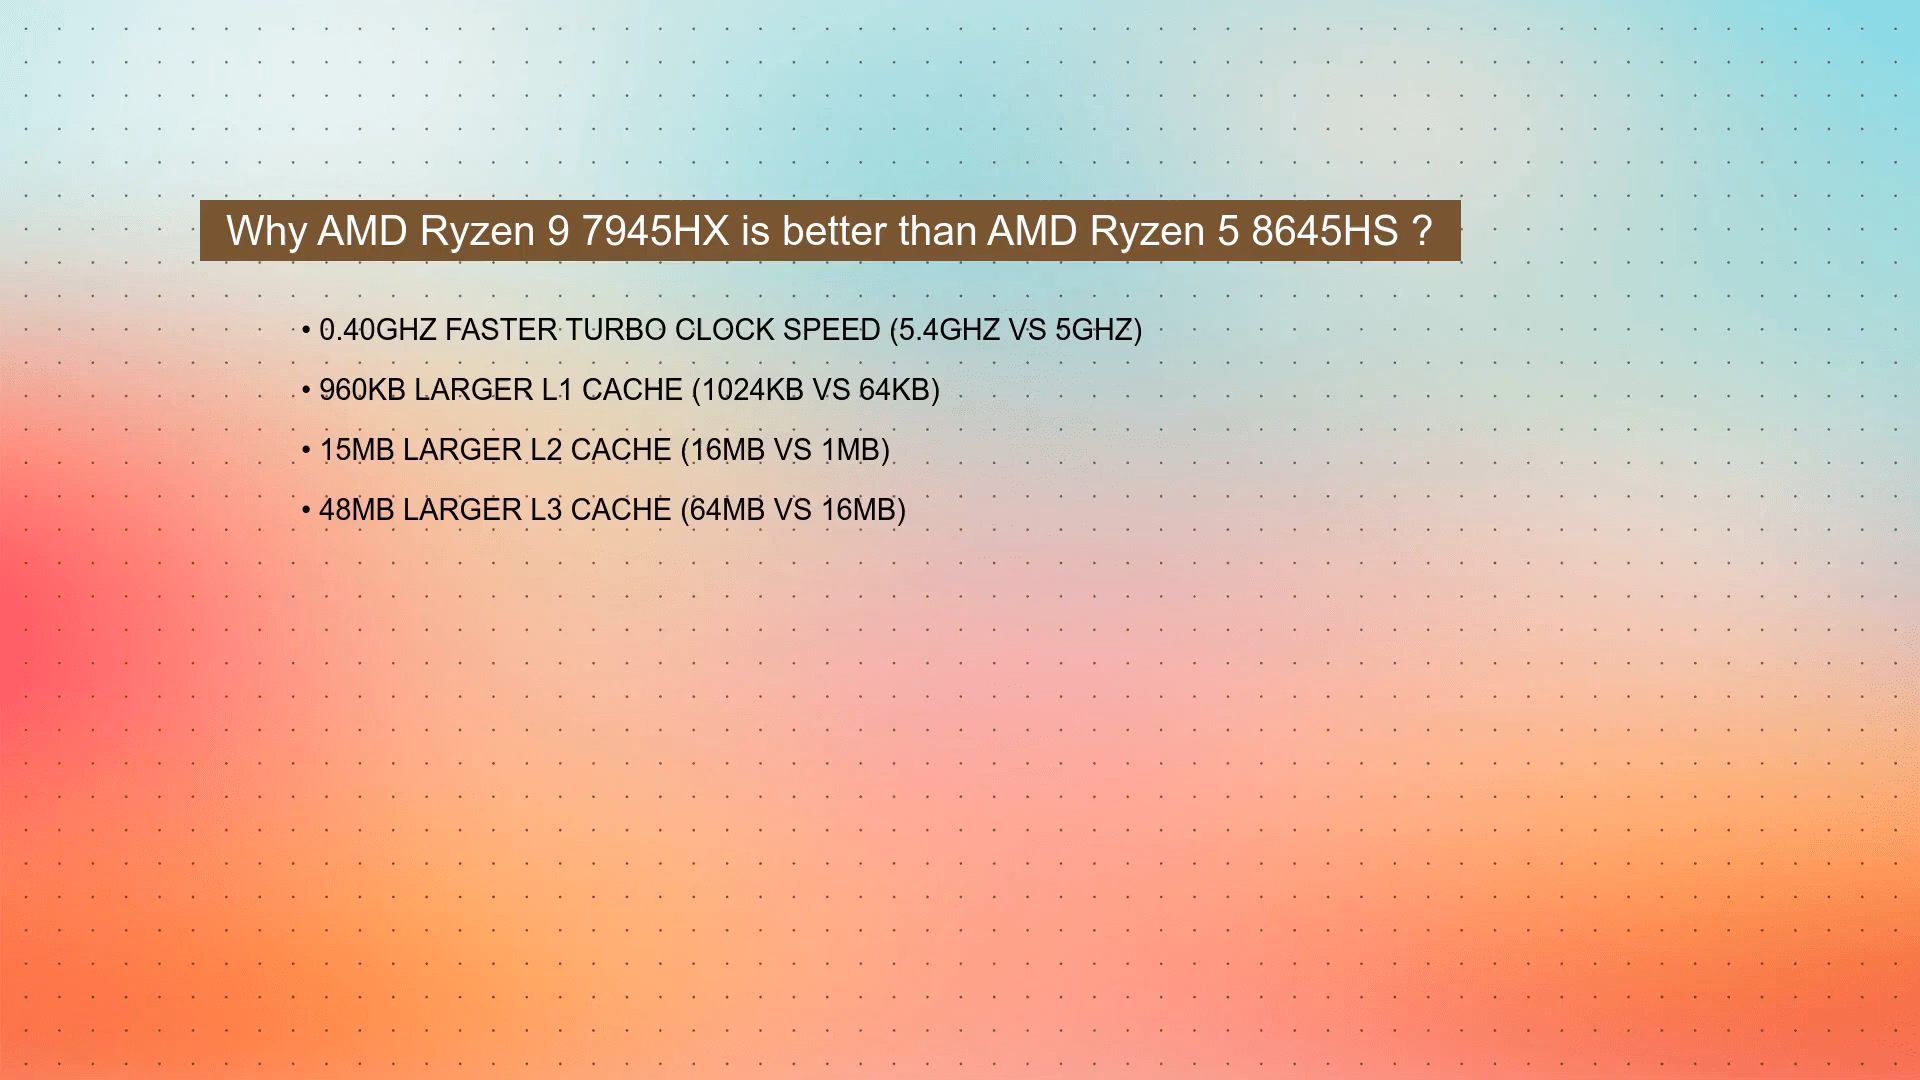 Why AMD Ryzen 9 7945HX is better than AMD Ryzen 5 8645HS ?
• 0.40GHZ FASTER TURBO CLOCK SPEED (5.4GHZ VS 5GHZ)
• 960KB LARGER L1 CACHE (1024KB VS 64KB)
• 15MB LARGER L2 CACHE (16MB VS 1MB)
• 48MB LARGER L3 CACHE (64MB VS 16MB)